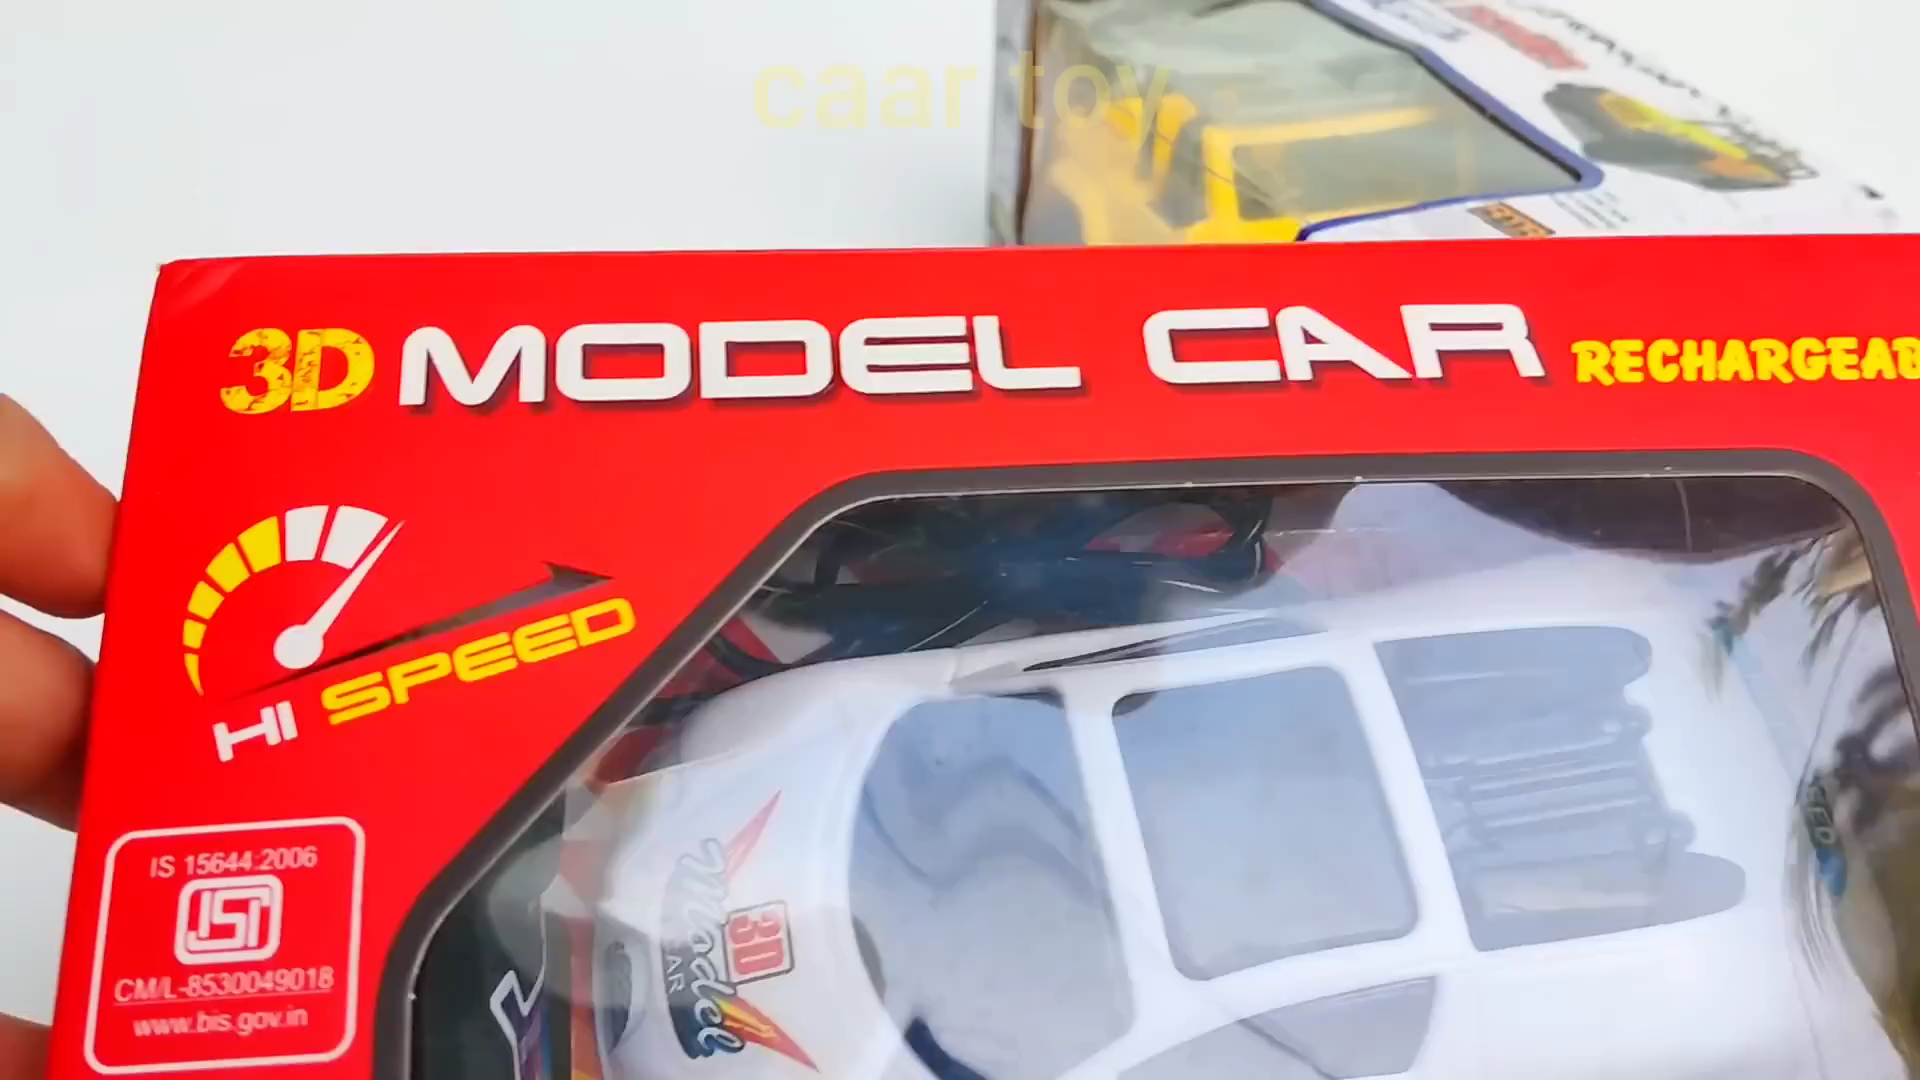 caar toy
3D MODEL CAR RECHARGEAB
HI SPEED
IS 15644:2006
ISI
CM/L-8530049018
www.bis.gov.in
3D
Model
CAR